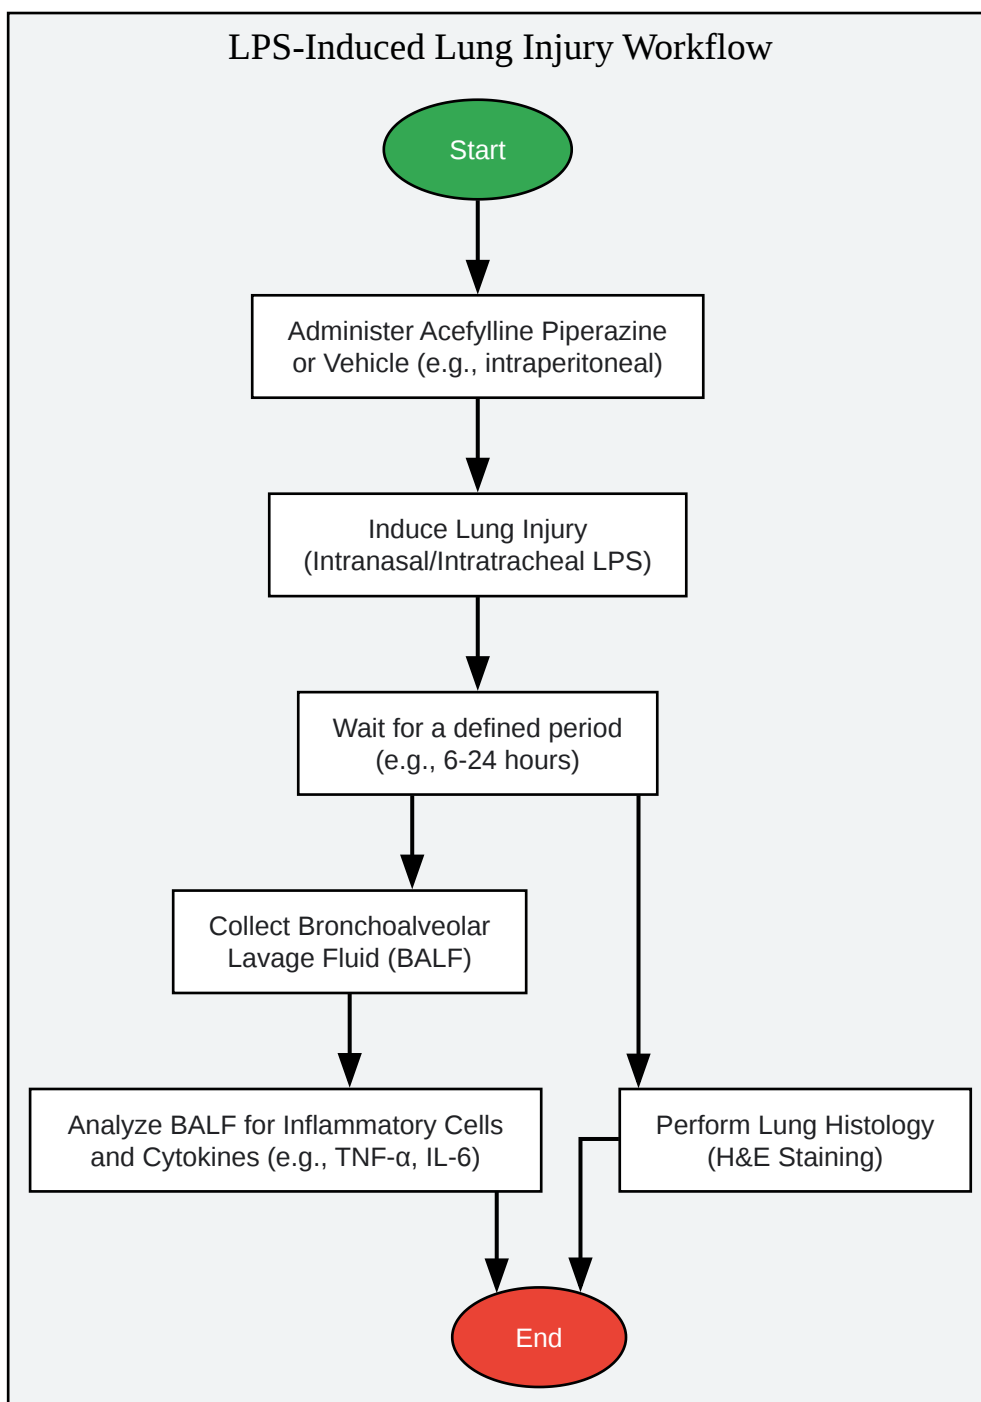 LPS-Induced Lung Injury Workflow
Start
Administer Acefylline Piperazine
or Vehicle (e.g., intraperitoneal)
Induce Lung Injury
(Intranasal/Intratracheal LPS)
Wait for a defined period
(e.g., 6-24 hours)
Collect Bronchoalveolar
Lavage Fluid (BALF)
Analyze BALF for Inflammatory Cells
and Cytokines (e.g., TNF-α, IL-6)
Perform Lung Histology
(H&E Staining)
End